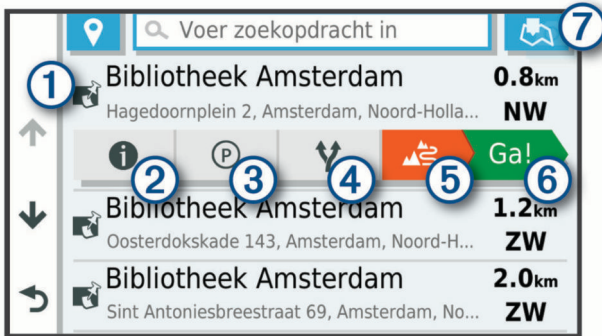 7
Voer zoekopdracht in
1
Bibliotheek Amsterdam 0.8km
Hagedoornplein 2, Amsterdam, Noord-Holla... NW
i P Ga!
2 3 4 5 6
Bibliotheek Amsterdam 1.2km
Oosterdokskade 143, Amsterdam, Noord-H... ZW
Bibliotheek Amsterdam 2.0km
Sint Antoniesbreestraat 69, Amsterdam, No... ZW